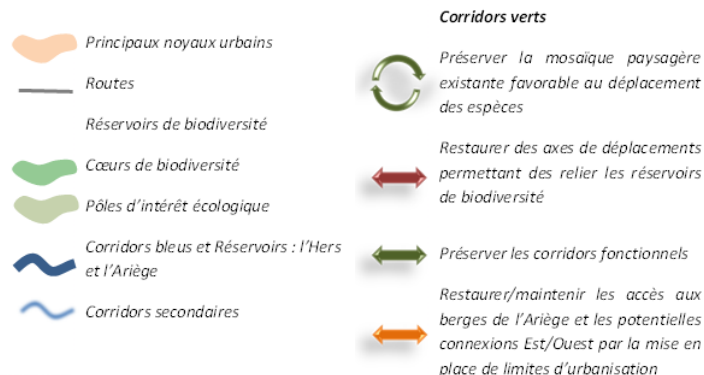 Principaux noyaux urbains
Routes
Réservoirs de biodiversité
Cœurs de biodiversité
Pôles d'intérêt écologique
Corridors bleus et Réservoirs : l'Hers
et l'Ariège
Corridors secondaires
Corridors verts
Préserver la mosaïque paysagère
existante favorable au déplacement
des espèces
Restaurer des axes de déplacements
permettant des relier les réservoirs
de biodiversité
Préserver les corridors fonctionnels
Restaurer/maintenir les accès aux
berges de l'Ariège et les potentielles
connexions Est/Ouest par la mise en
place de limites d'urbanisation